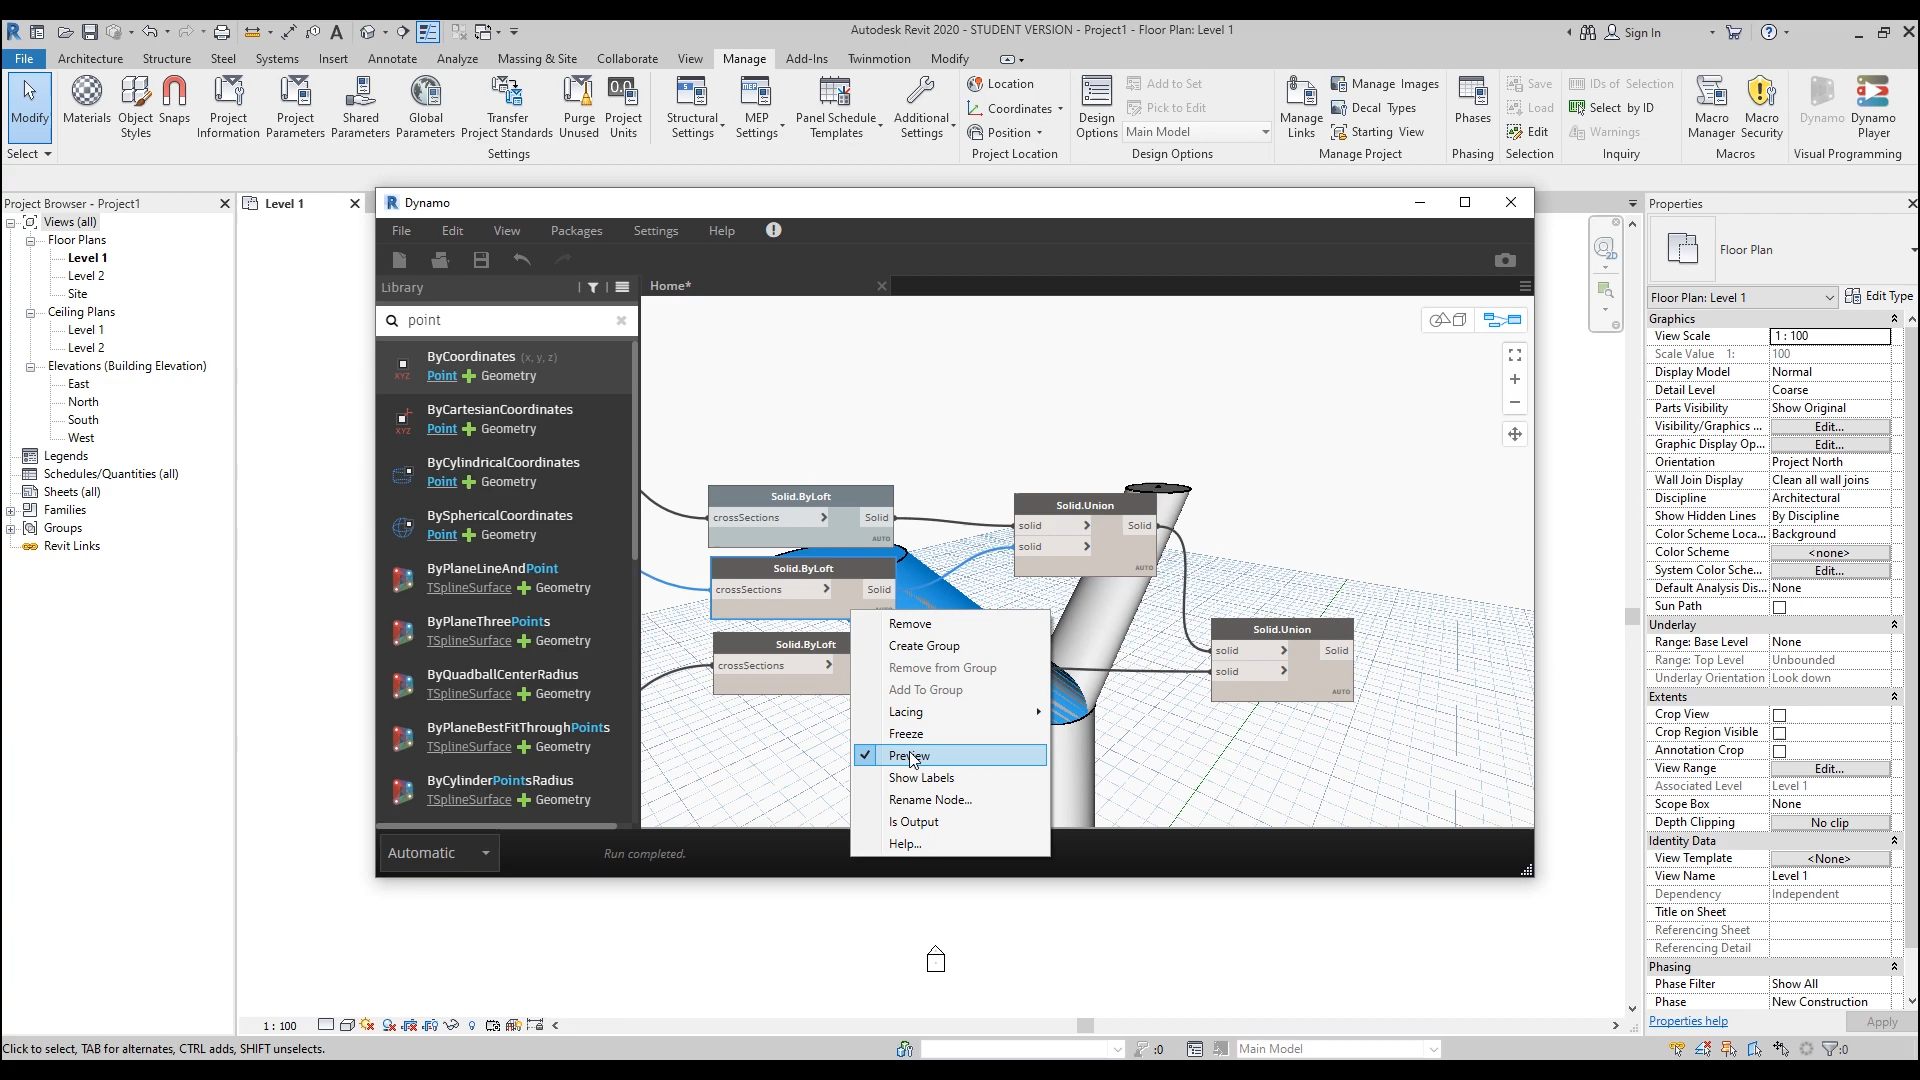 Autodesk Revit 2020 - STUDENT VERSION - Project1 - Floor Plan: Level 1
Sign In
File Architecture Structure Steel Systems Insert Annotate Analyze Massing & Site Collaborate View Manage Add-Ins Twinmotion Modify
Modify
Materials
Object Styles
Snaps
Project Information
Project Parameters
Shared Parameters
Global Parameters
Transfer Project Standards
Purge Unused
Project Units
Structural Settings
MEP Settings
Panel Schedule Templates
Additional Settings
Location
Coordinates
Position
Design Options
Add to Set
Pick to Edit
Main Model
Manage Links
Manage Images
Decal Types
Starting View
Phases
Save
Load
Edit
IDs of Selection
Select by ID
Warnings
Macro Manager
Macro Security
Dynamo
Dynamo Player
Select
Settings
Project Location
Design Options
Manage Project
Phasing
Selection
Inquiry
Macros
Visual Programming
Project Browser - Project1
Views (all)
Floor Plans
Level 1
Level 2
Site
Ceiling Plans
Level 1
Level 2
Elevations (Building Elevation)
East
North
South
West
Legends
Schedules/Quantities (all)
Sheets (all)
Families
Groups
Revit Links
Level 1
Dynamo
File Edit View Packages Settings Help
Library
Home*
point
ByCoordinates (x, y, z)
Point Geometry
ByCartesianCoordinates
Point Geometry
ByCylindricalCoordinates
Point Geometry
BySphericalCoordinates
Point Geometry
ByPlaneLineAndPoint
TSplineSurface Geometry
ByPlaneThreePoints
TSplineSurface Geometry
ByQuadballCenterRadius
TSplineSurface Geometry
ByPlaneBestFitThroughPoints
TSplineSurface Geometry
ByCylinderPointsRadius
TSplineSurface Geometry
Solid.ByLoft
crossSections > Solid
AUTO
Solid.ByLoft
crossSections > Solid
Solid.ByLoft
crossSections >
Solid.Union
solid > Solid
solid >
AUTO
Solid.Union
solid > Solid
solid >
AUTO
Remove
Create Group
Remove from Group
Add To Group
Lacing
Freeze
Preview
Show Labels
Rename Node...
Is Output
Help...
Automatic
Run completed.
Properties
Floor Plan
Floor Plan: Level 1 Edit Type
Graphics
View Scale 1 : 100
Scale Value 1: 100
Display Model Normal
Detail Level Coarse
Parts Visibility Show Original
Visibility/Graphics ... Edit...
Graphic Display Op... Edit...
Orientation Project North
Wall Join Display Clean all wall joins
Discipline Architectural
Show Hidden Lines By Discipline
Color Scheme Loca... Background
Color Scheme <none>
System Color Sche... Edit...
Default Analysis Dis... None
Sun Path
Underlay
Range: Base Level None
Range: Top Level Unbounded
Underlay Orientation Look down
Extents
Crop View
Crop Region Visible
Annotation Crop
View Range Edit...
Associated Level Level 1
Scope Box None
Depth Clipping No clip
Identity Data
View Template <None>
View Name Level 1
Dependency Independent
Title on Sheet
Referencing Sheet
Referencing Detail
Phasing
Phase Filter Show All
Phase New Construction
Properties help Apply
1 : 100
Click to select, TAB for alternates, CTRL adds, SHIFT unselects.
:0
Main Model
:0